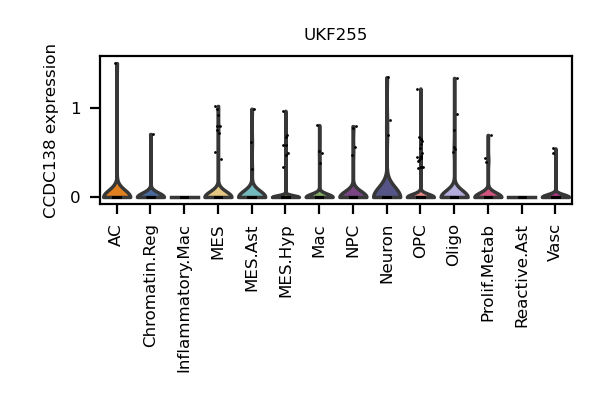 UKF255
CCDC138 expression
1
0
AC
Chromatin.Reg
Inflammatory.Mac
MES
MES.Ast
MES.Hyp
Mac
NPC
Neuron
OPC
Oligo
Prolif.Metab
Reactive.Ast
Vasc